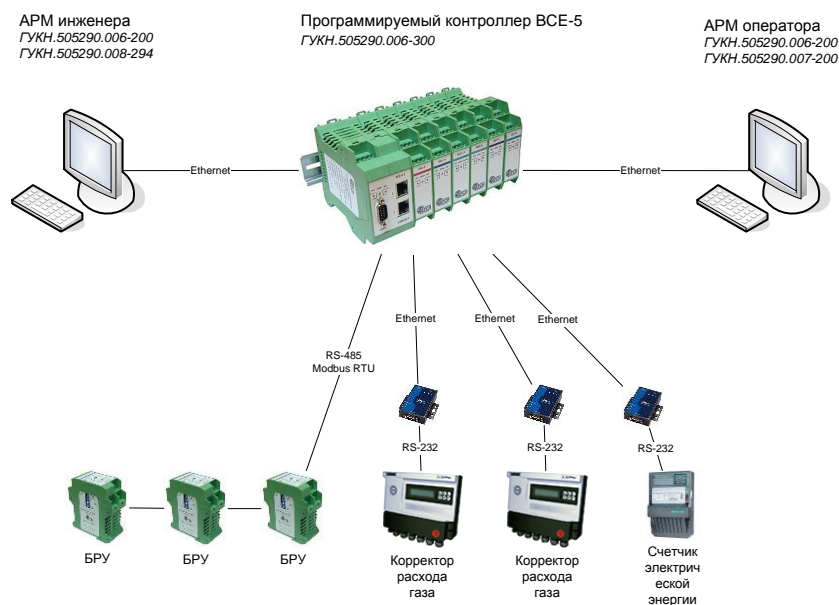 АРМ инженера
ГУКН.505290.006-200
ГУКН.505290.008-294
Программируемый контроллер ВСЕ-5
ГУКН.505290.006-300
АРМ оператора
ГУКН.505290.006-200
ГУКН.505290.007-200
Ethernet
Ethernet
Ethernet
Ethernet
Ethernet
RS-485
Modbus RTU
RS-232
RS-232
RS-232
БРУ
БРУ
БРУ
Корректор
расхода
газа
Корректор
расхода
газа
Счетчик
электрич
еской
энергии